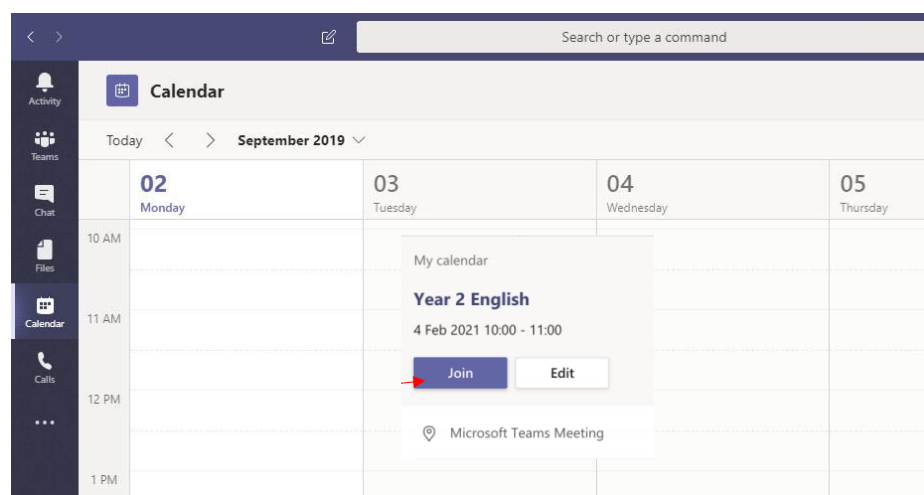 Search or type a command
Activity
Teams
Chat
Files
Calendar
Calls
Calendar
Today
September 2019
02
Monday
03
Tuesday
04
Wednesday
05
Thursday
10 AM
11 AM
12 PM
1 PM
My calendar
Year 2 English
4 Feb 2021 10:00 - 11:00
Join
Edit
Microsoft Teams Meeting